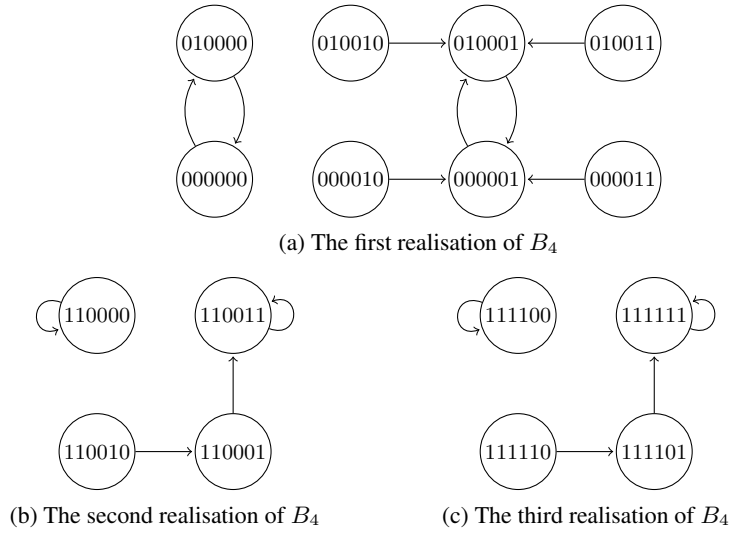 010000 010010 010001 010011
000000 000010 000001 000011
(a) The first realisation of B₄
110000 110011 111100 111111
110010 110001 111110 111101
(b) The second realisation of B₄ (c) The third realisation of B₄